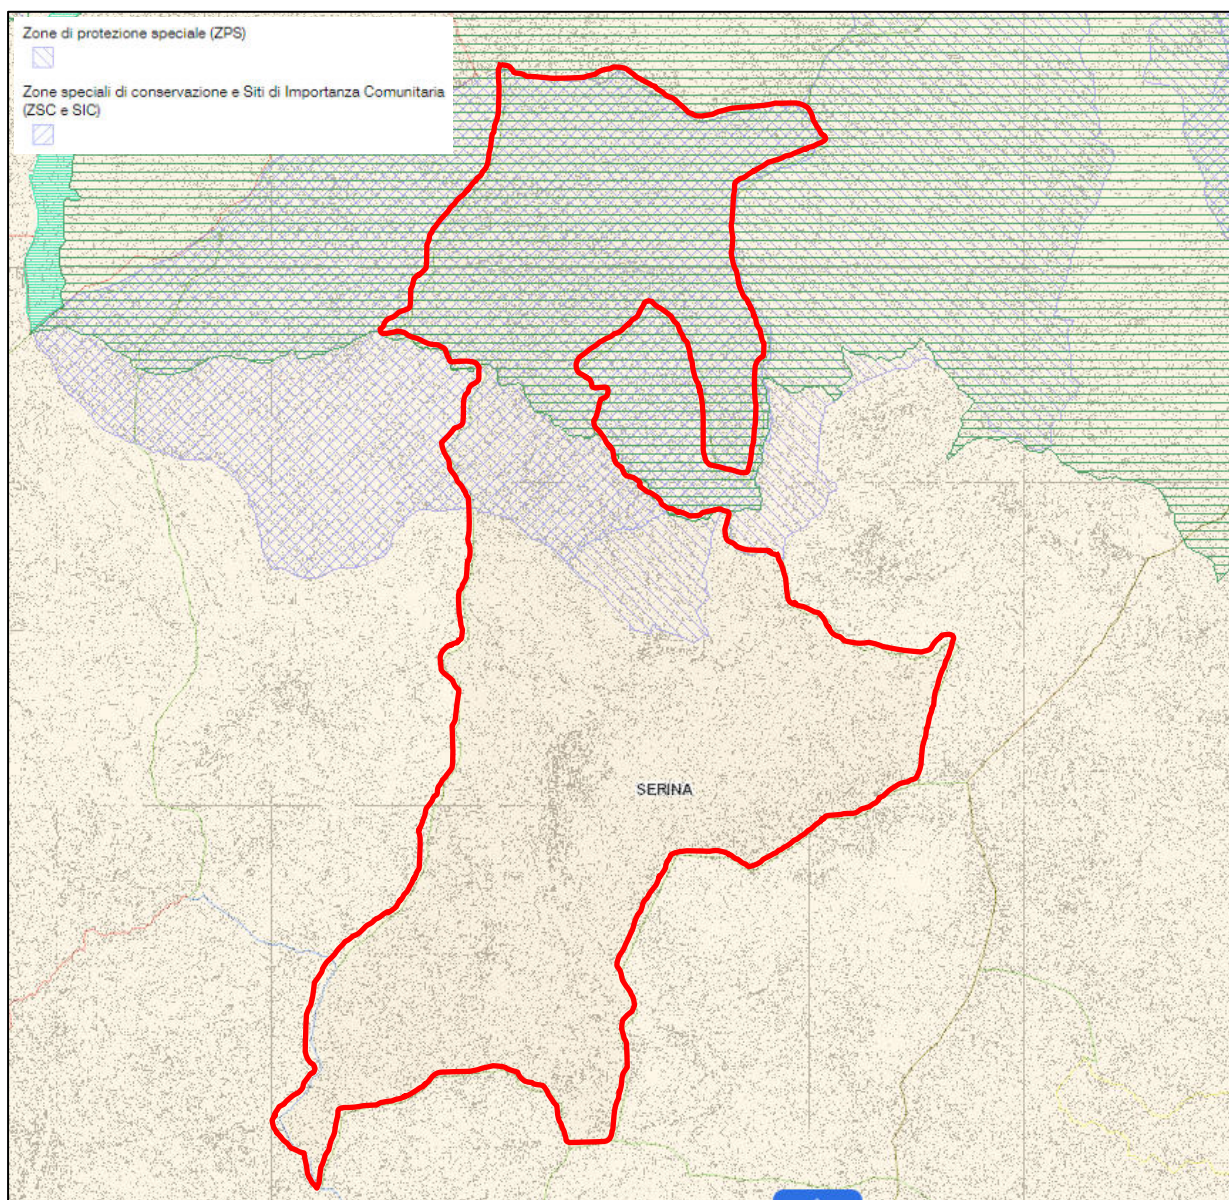 Zone di protezione speciale (ZPS)
Zone speciali di conservazione e Siti di Importanza Comunitaria
(ZSC e SIC)
SERINA